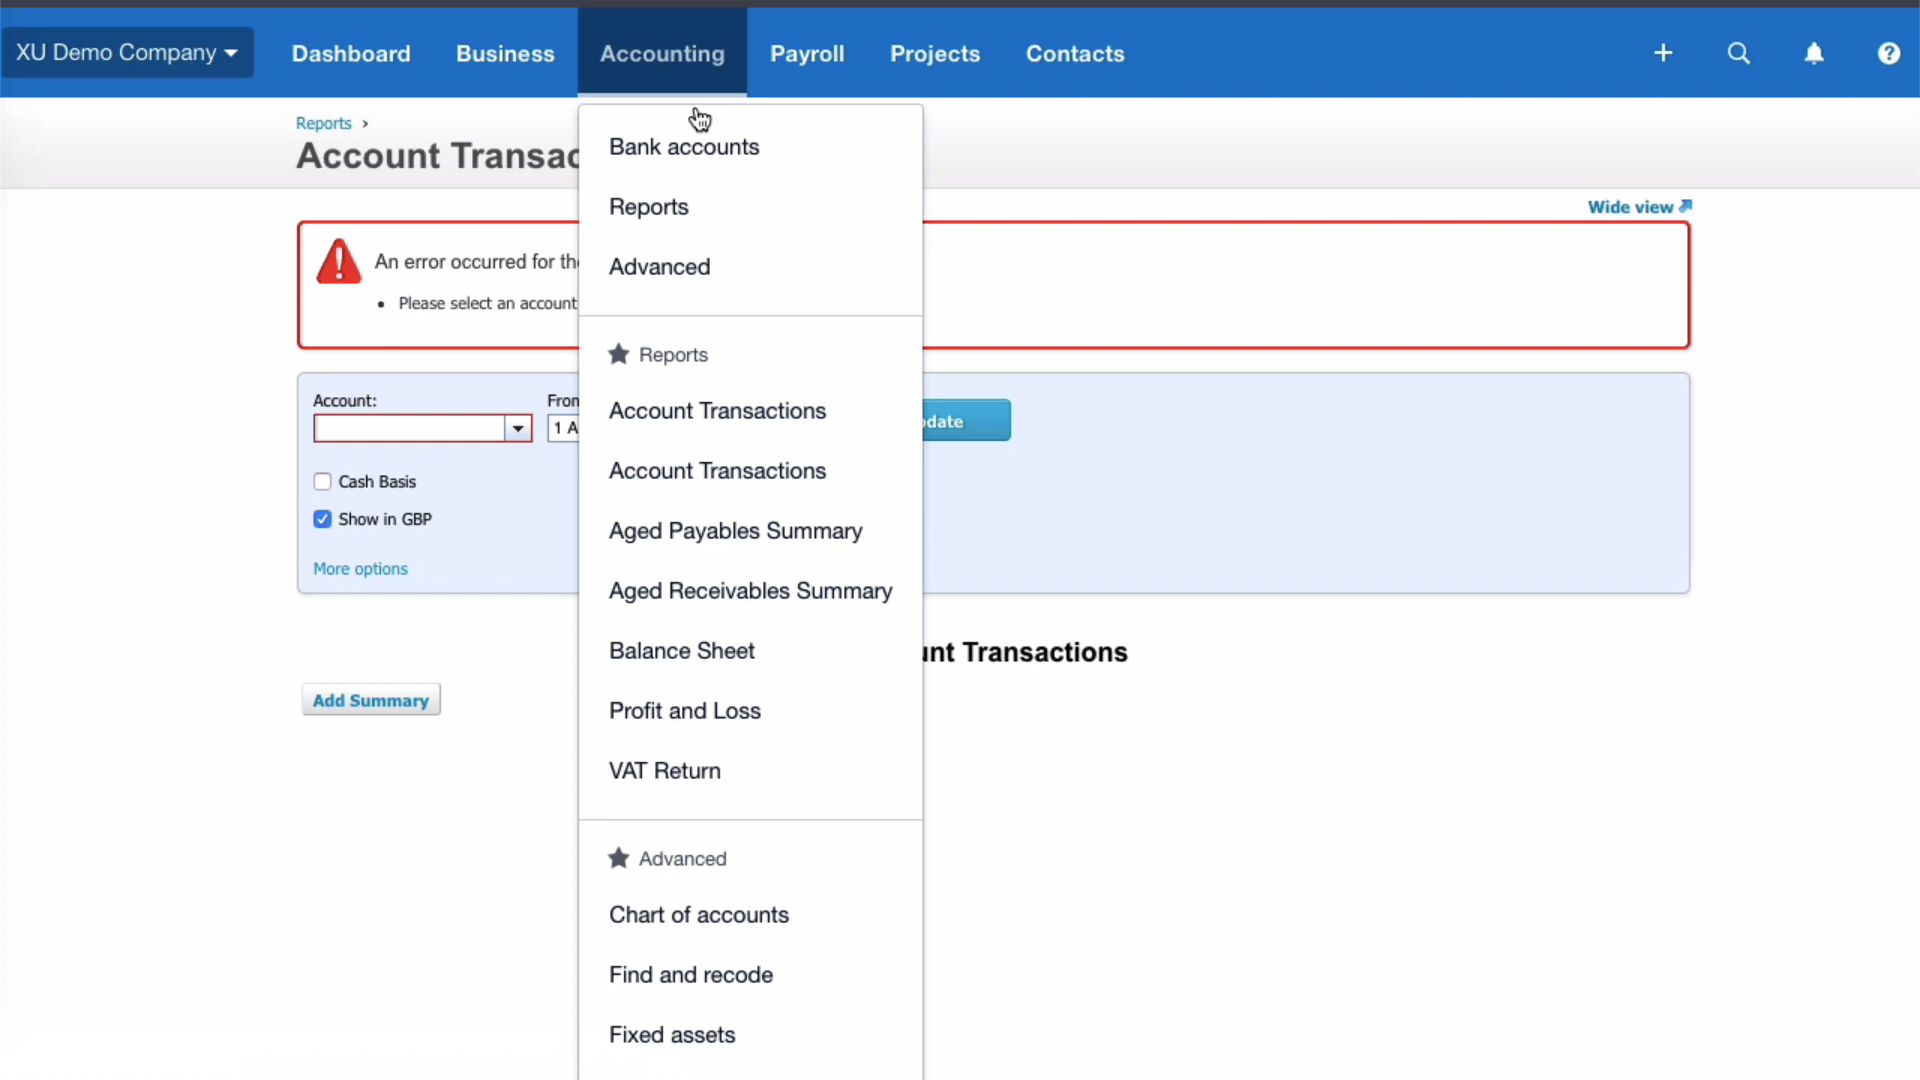 XU Demo Company
Dashboard
Business
Accounting
Payroll
Projects
Contacts
Reports ›
Account Transac
Wide view
An error occurred for the
Please select an account
Account:
From
1 A
date
Cash Basis
Show in GBP
More options
unt Transactions
Add Summary
Bank accounts
Reports
Advanced
Reports
Account Transactions
Account Transactions
Aged Payables Summary
Aged Receivables Summary
Balance Sheet
Profit and Loss
VAT Return
Advanced
Chart of accounts
Find and recode
Fixed assets